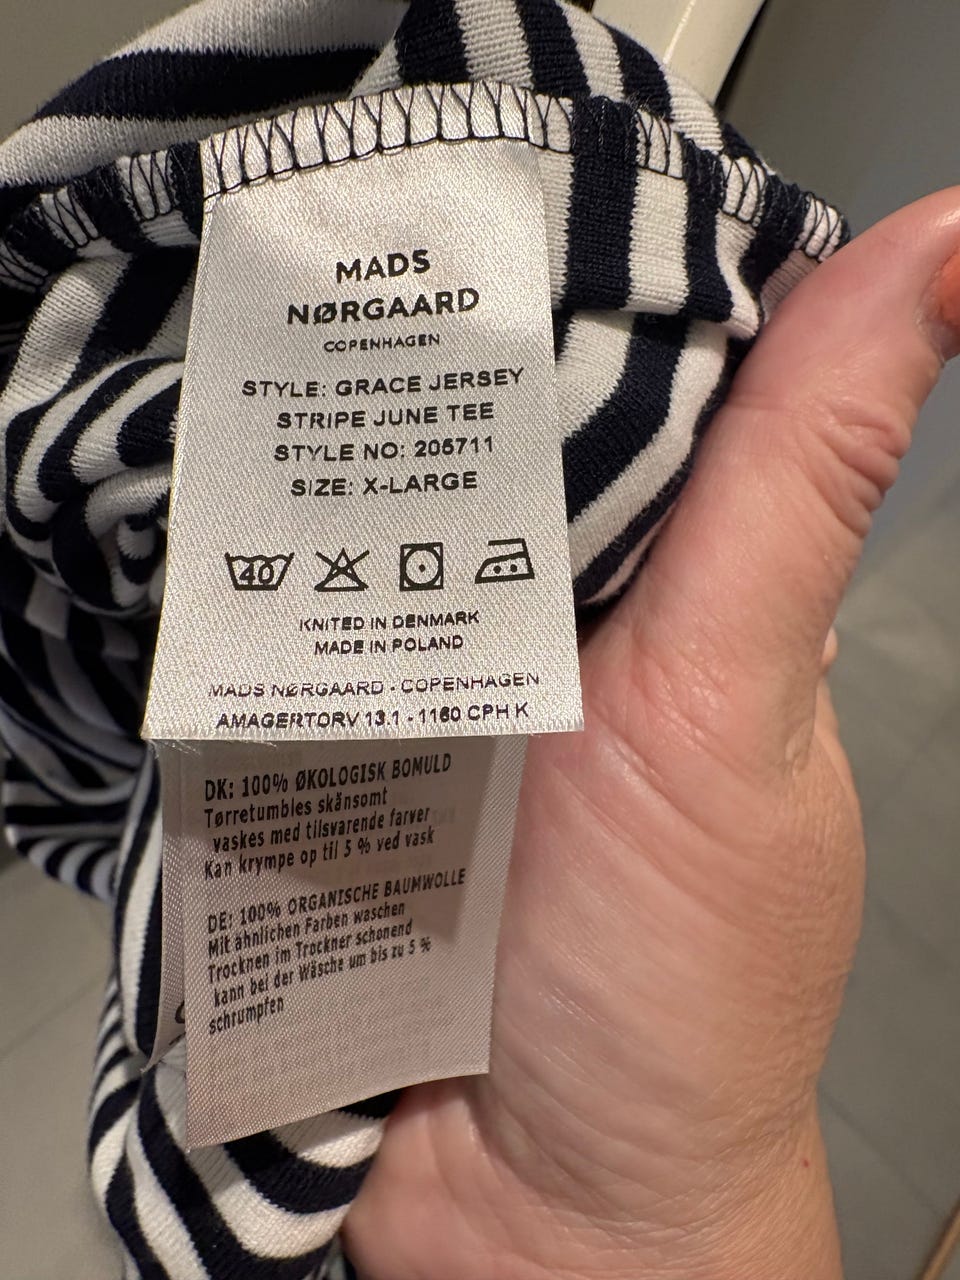 MADS
NØRGAARD
COPENHAGEN
STYLE: GRACE JERSEY
STRIPE JUNE TEE
STYLE NO: 205711
SIZE: X-LARGE
40
KNITED IN DENMARK
MADE IN POLAND
MADS NØRGAARD - COPENHAGEN
AMAGERTORV 13.1 - 1160 CPH K
DK: 100% ØKOLOGISK BOMULD
Tørretumbles skånsomt
vaskes med tilsvarende farver
Kan krympe op til 5 % ved vask
DE: 100% ORGANISCHE BAUMWOLLE
Mit ähnlichen Farben waschen
Trocknen im Trockner schonend
kann bei der Wäsche um bis zu 5 %
schrumpfen